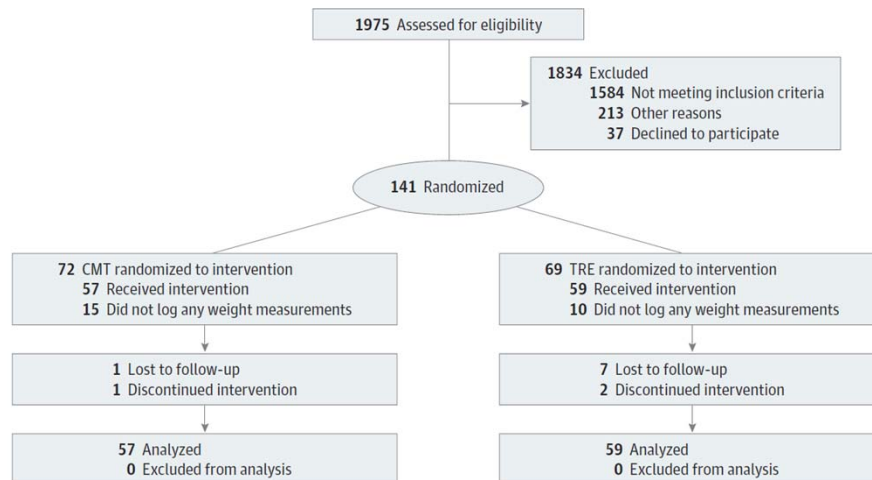 1975 Assessed for eligibility
1834 Excluded
1584 Not meeting inclusion criteria
213 Other reasons
37 Declined to participate
141 Randomized
72 CMT randomized to intervention
57 Received intervention
15 Did not log any weight measurements
69 TRE randomized to intervention
59 Received intervention
10 Did not log any weight measurements
1 Lost to follow-up
1 Discontinued intervention
7 Lost to follow-up
2 Discontinued intervention
57 Analyzed
0 Excluded from analysis
59 Analyzed
0 Excluded from analysis